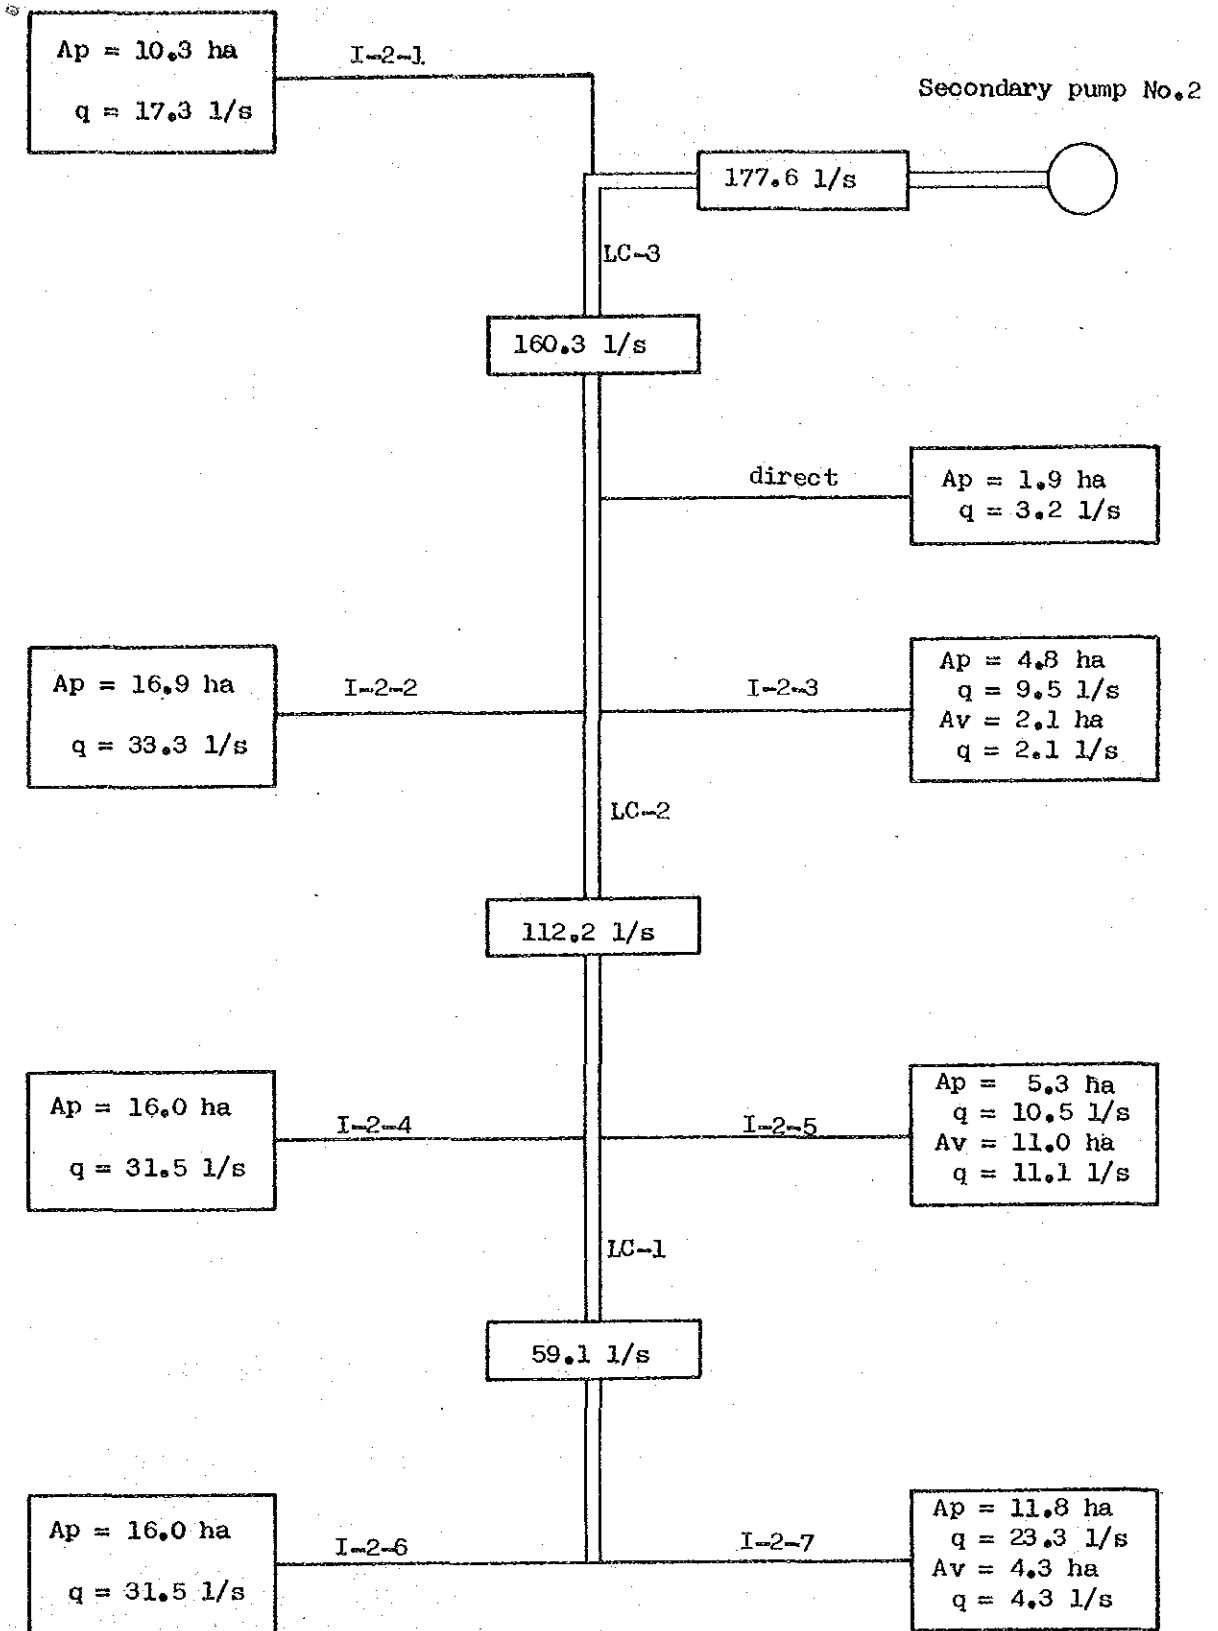 Ap = 10.3 ha
q = 17.3 l/s
I-2-1
Secondary pump No.2
177.6 l/s
LC-3
160.3 l/s
direct
Ap = 1.9 ha
q = 3.2 l/s
Ap = 16.9 ha
q = 33.3 l/s
I-2-2
I-2-3
Ap = 4.8 ha
q = 9.5 l/s
Av = 2.1 ha
q = 2.1 l/s
LC-2
112.2 l/s
Ap = 16.0 ha
q = 31.5 l/s
I-2-4
I-2-5
Ap = 5.3 ha
q = 10.5 l/s
Av = 11.0 ha
q = 11.1 l/s
LC-1
59.1 l/s
Ap = 16.0 ha
q = 31.5 l/s
I-2-6
I-2-7
Ap = 11.8 ha
q = 23.3 l/s
Av = 4.3 ha
q = 4.3 l/s